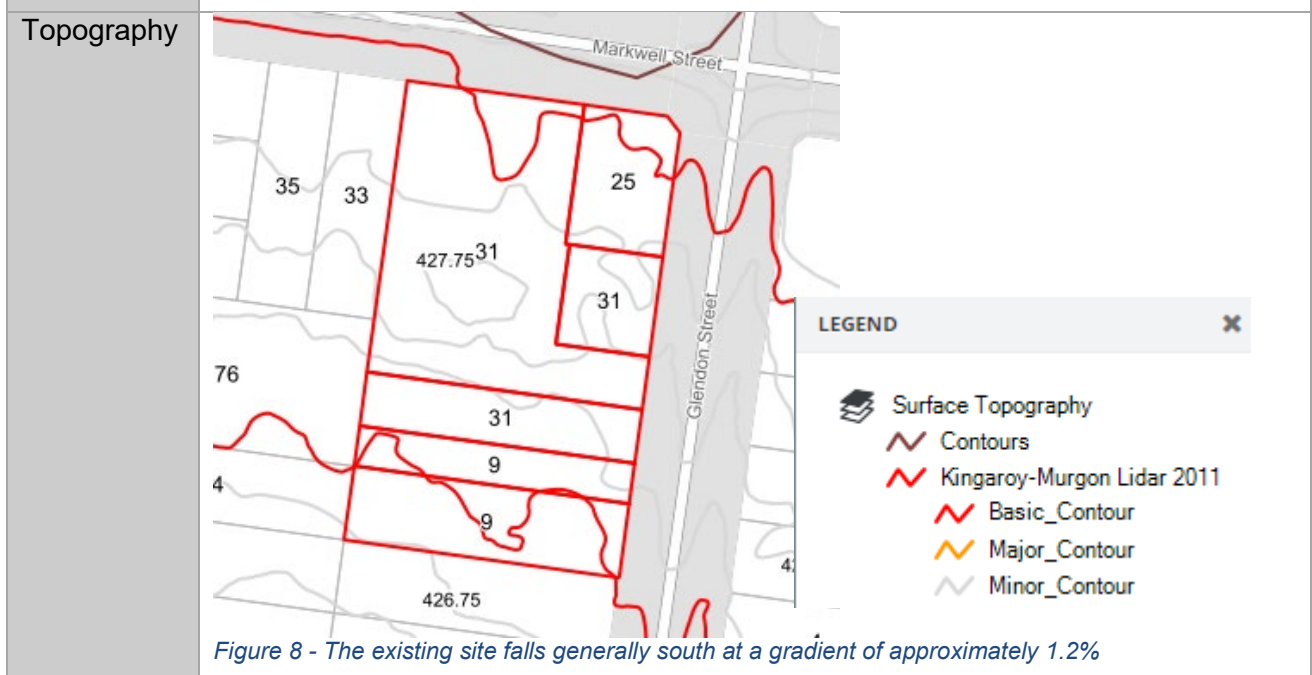 Topography
Markwell Street
35
33
25
427.75
31
31
Glendon Street
LEGEND
Surface Topography
Contours
Kingaroy-Murgon Lidar 2011
Basic_Contour
Major_Contour
Minor_Contour
76
31
9
4
9
426.75
Figure 8 - The existing site falls generally south at a gradient of approximately 1.2%